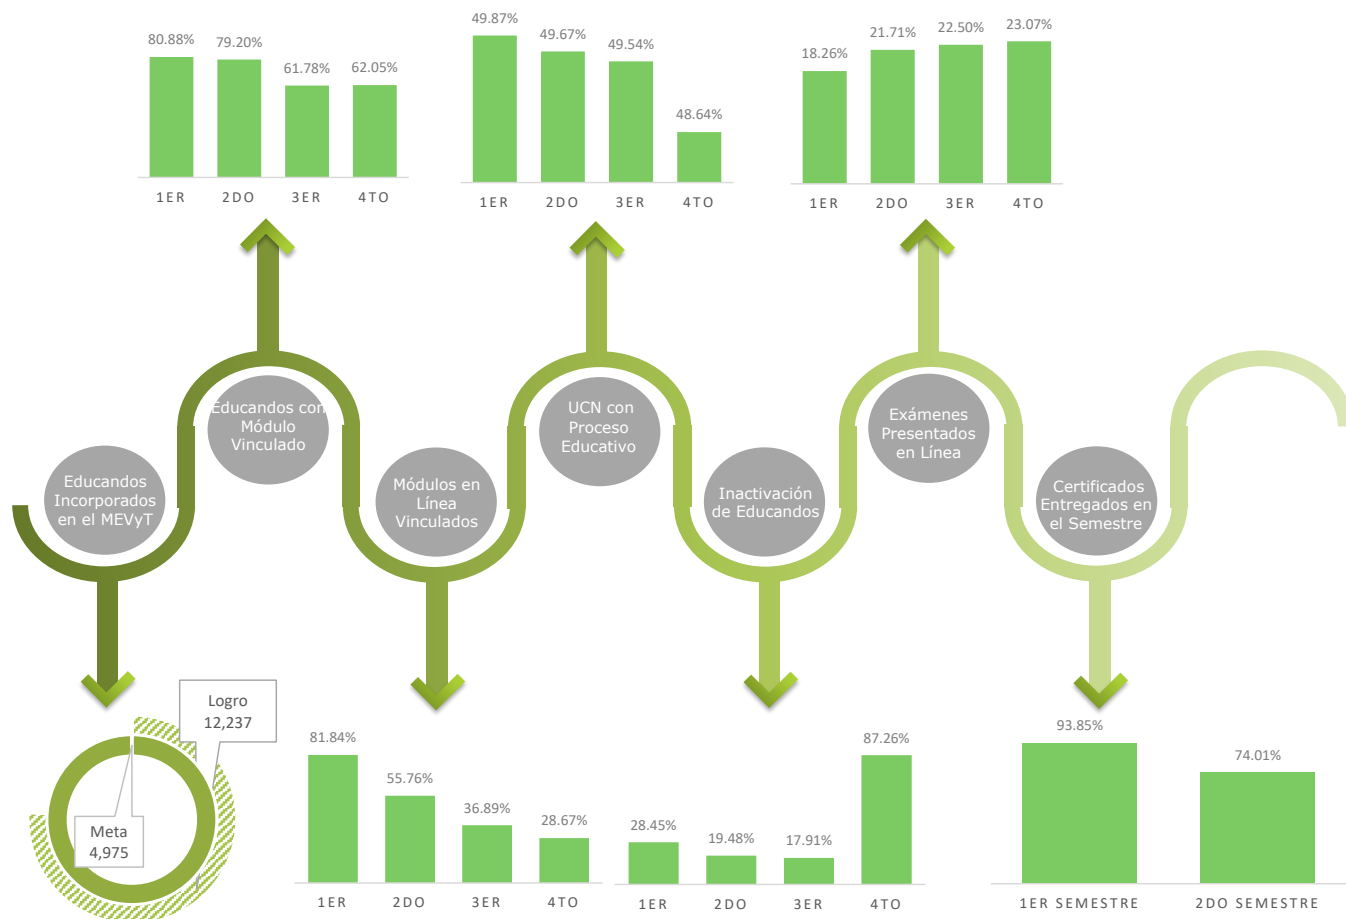 80.88%
79.20%
61.78%
62.05%
1ER
2DO
3ER
4TO
49.87%
49.67%
49.54%
48.64%
1ER
2DO
3ER
4TO
18.26%
21.71%
22.50%
23.07%
1ER
2DO
3ER
4TO
Educandos
Incorporados
en el MEVyT
Educandos con
Módulo
Vinculado
Módulos en
Línea
Vinculados
UCN con
Proceso
Educativo
Inactivación
de Educandos
Exámenes
Presentados
en Línea
Certificados
Entregados en
el Semestre
Logro
12,237
Meta
4,975
81.84%
55.76%
36.89%
28.67%
1ER
2DO
3ER
4TO
28.45%
19.48%
17.91%
87.26%
1ER
2DO
3ER
4TO
93.85%
74.01%
1ER SEMESTRE
2DO SEMESTRE